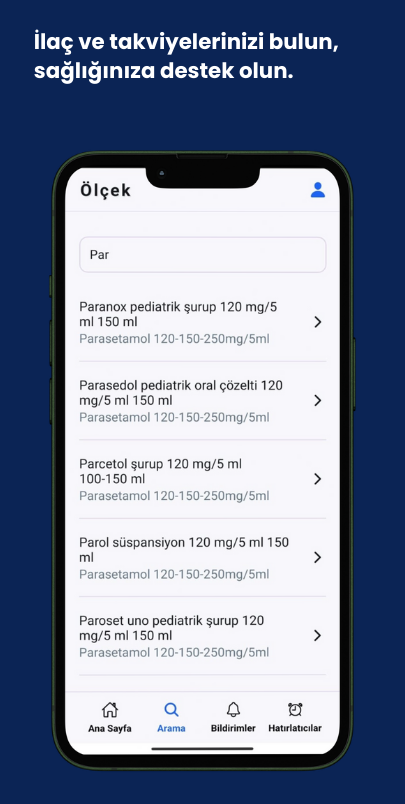 İlaç ve takviyelerinizi bulun,
sağlığınıza destek olun.
Ölçek
Par
Paranox pediatrik şurup 120 mg/5
ml 150 ml
Parasetamol 120-150-250mg/5ml
Parasedol pediatrik oral çözelti 120
mg/5 ml 150 ml
Parasetamol 120-150-250mg/5ml
Parcetol şurup 120 mg/5 ml
100-150 ml
Parasetamol 120-150-250mg/5ml
Parol süspansiyon 120 mg/5 ml 150
ml
Parasetamol 120-150-250mg/5ml
Paroset uno pediatrik şurup 120
mg/5 ml 150 ml
Parasetamol 120-150-250mg/5ml
Ana Sayfa
Arama
Bildirimler
Hatırlatıcılar